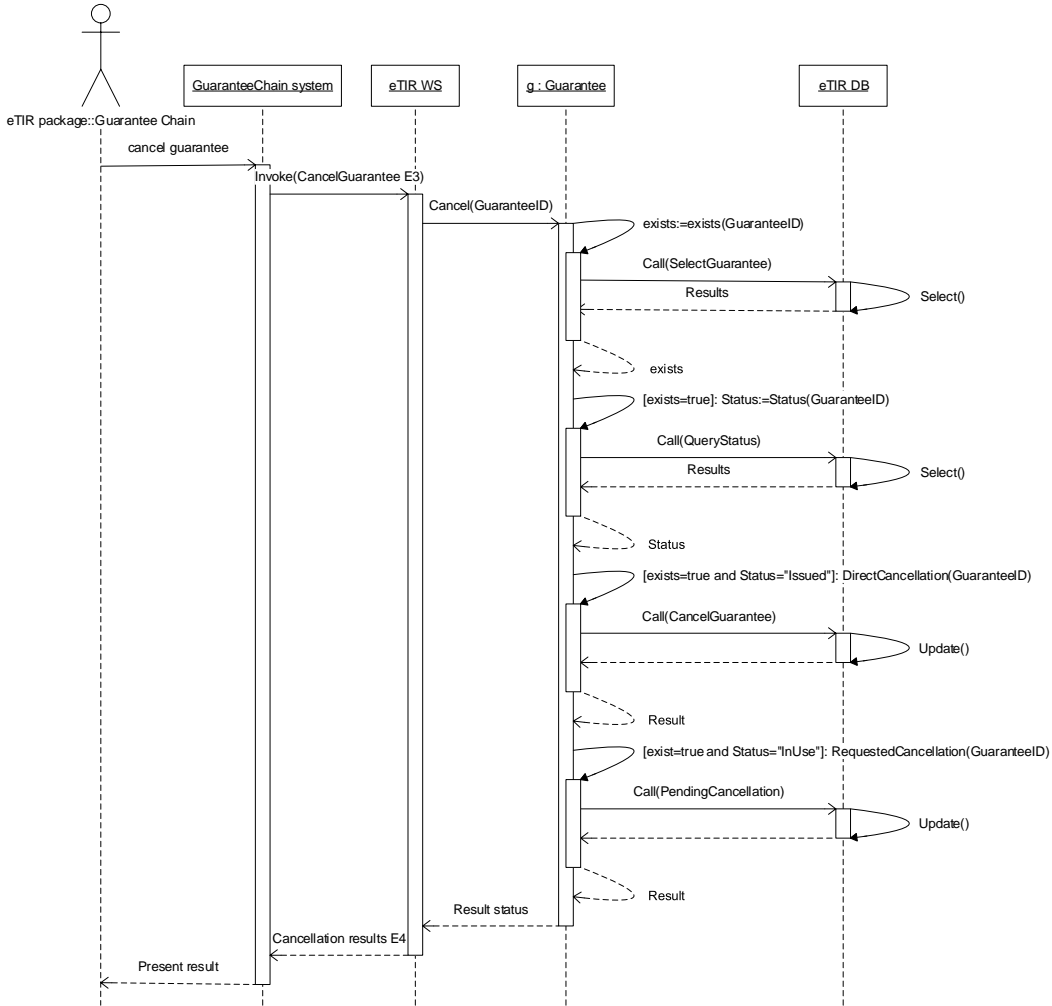 GuaranteeChain system
eTIR WS
g : Guarantee
eTIR DB
eTIR package::Guarantee Chain
cancel guarantee
Invoke(CancelGuarantee E3)
Cancel(GuaranteeID)
exists:=exists(GuaranteeID)
Call(SelectGuarantee)
Results
Select()
exists
[exists=true]: Status:=Status(GuaranteeID)
Call(QueryStatus)
Results
Select()
Status
[exists=true and Status="Issued"]: DirectCancellation(GuaranteeID)
Call(CancelGuarantee)
Update()
Result
[exist=true and Status="InUse"]: RequestedCancellation(GuaranteeID)
Call(PendingCancellation)
Update()
Result
Result status
Cancellation results E4
Present result